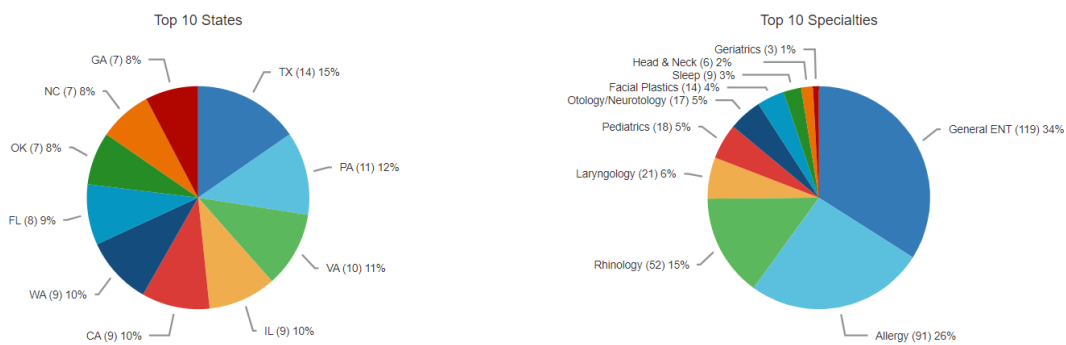 Top 10 States
GA (7) 8%
TX (14) 15%
NC (7) 8%
OK (7) 8%
PA (11) 12%
FL (8) 9%
VA (10) 11%
WA (9) 10%
CA (9) 10%
IL (9) 10%
Top 10 Specialties
Geriatrics (3) 1%
Head & Neck (6) 2%
Sleep (9) 3%
Facial Plastics (14) 4%
Otology/Neurotology (17) 5%
Pediatrics (18) 5%
General ENT (119) 34%
Laryngology (21) 6%
Rhinology (52) 15%
Allergy (91) 26%